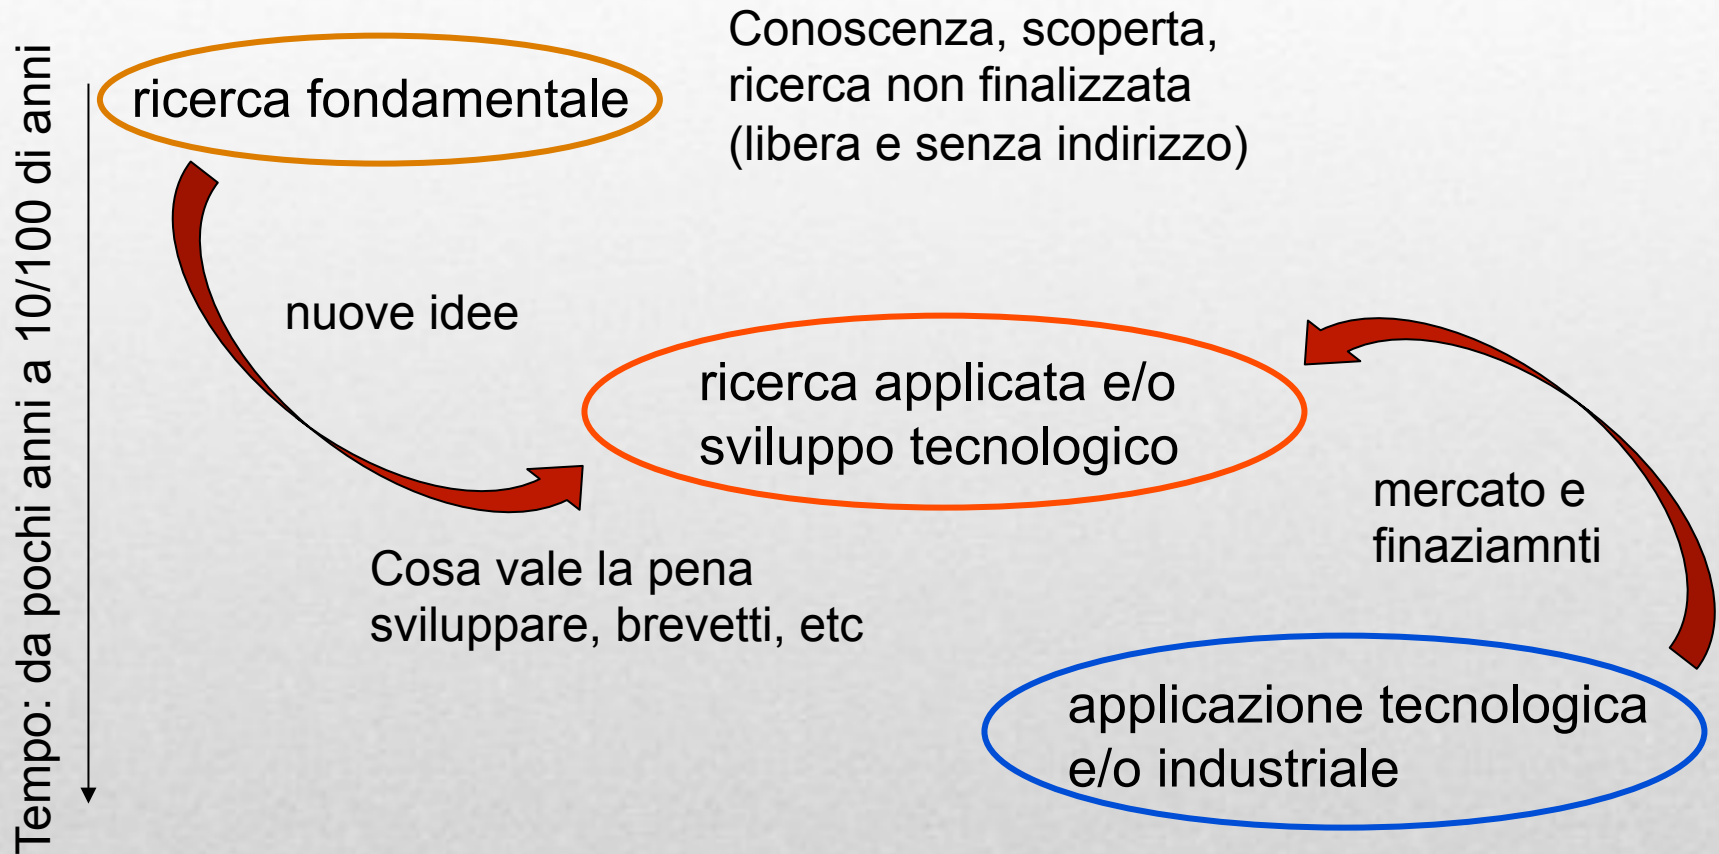 Tempo: da pochi anni a 10/100 di anni
ricerca fondamentale
Conoscenza, scoperta,
ricerca non finalizzata
(libera e senza indirizzo)
nuove idee
ricerca applicata e/o
sviluppo tecnologico
Cosa vale la pena
sviluppare, brevetti, etc
mercato e
finaziamnti
applicazione tecnologica
e/o industriale